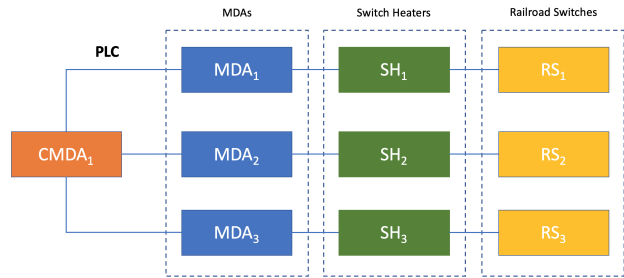 MDAs
Switch Heaters
Railroad Switches
PLC
MDA₁
SH₁
RS₁
CMDA₁
MDA₂
SH₂
RS₂
MDA₃
SH₃
RS₃